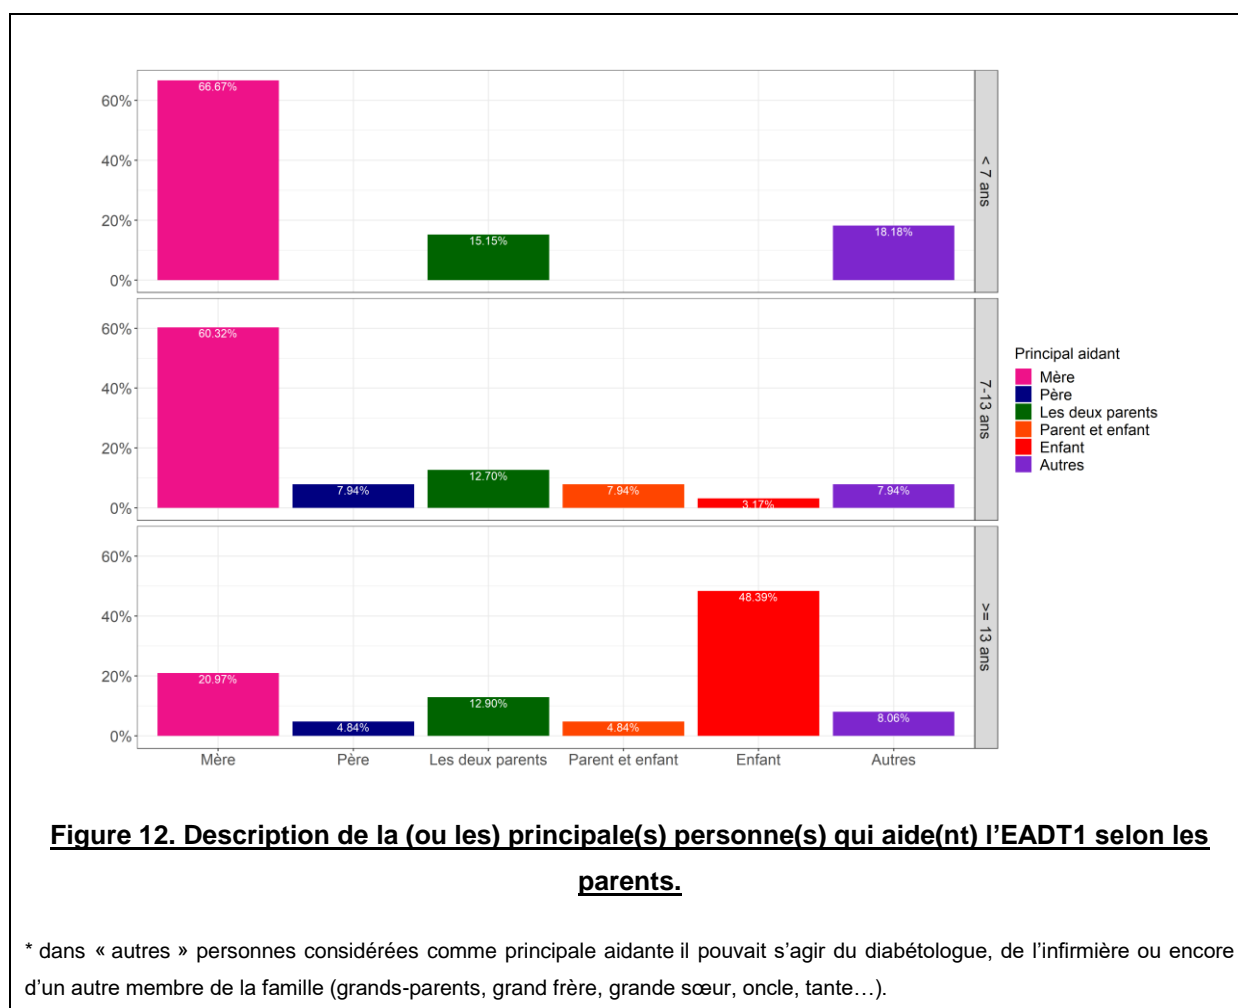 60%
40%
20%
0%
66.67%
15.15%
18.18%
< 7 ans
60%
40%
20%
0%
60.32%
7.94%
12.70%
7.94%
3.17%
7.94%
7-13 ans
60%
40%
20%
0%
20.97%
4.84%
12.90%
4.84%
48.39%
8.06%
>= 13 ans
Mère
Père
Les deux parents
Parent et enfant
Enfant
Autres
Principal aidant
Mère
Père
Les deux parents
Parent et enfant
Enfant
Autres
Figure 12. Description de la (ou les) principale(s) personne(s) qui aide(nt) l’EADT1 selon les
parents.
* dans « autres » personnes considérées comme principale aidante il pouvait s’agir du diabétologue, de l’infirmière ou encore
d’un autre membre de la famille (grands-parents, grand frère, grande sœur, oncle, tante…).